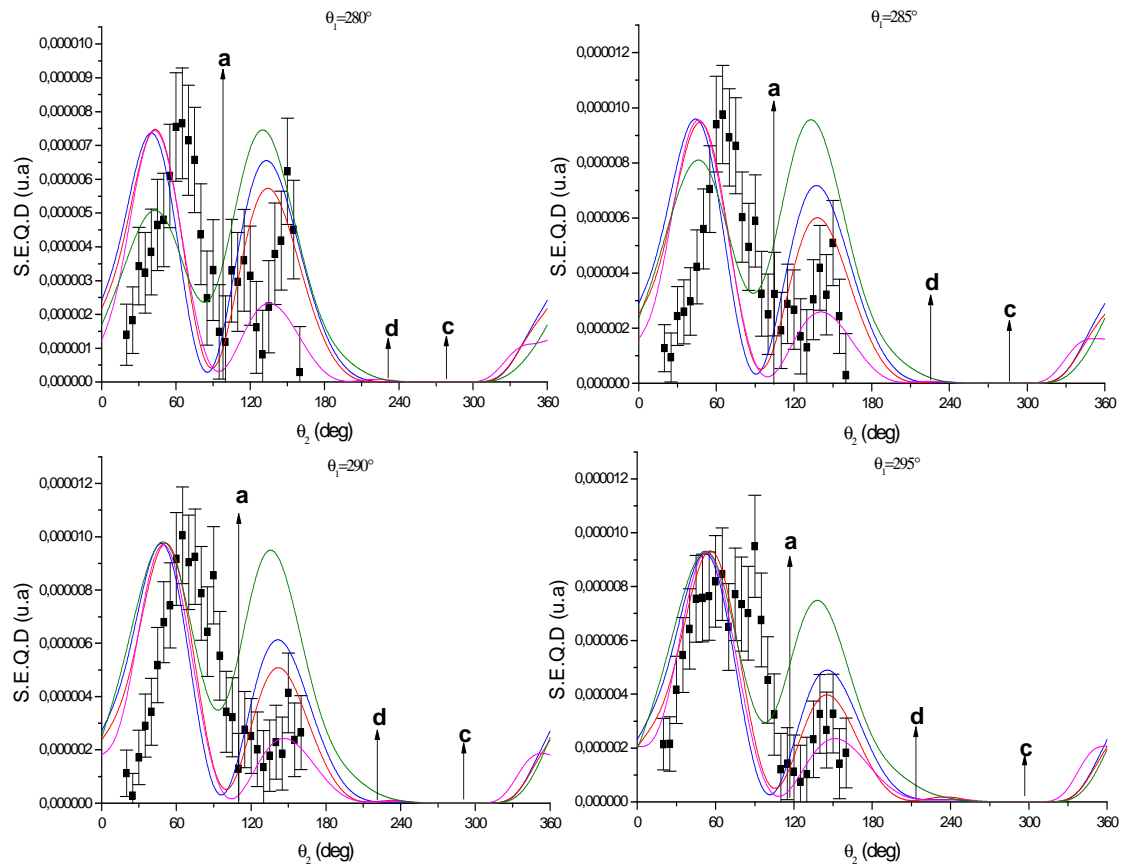 θ₁=280°
0,000010
0,000009
0,000008
0,000007
0,000006
0,000005
0,000004
0,000003
0,000002
0,000001
0,000000
S.E.Q.D (u.a)
a
d
c
0 60 120 180 240 300 360
θ₂ (deg)
θ₁=285°
0,000012
0,000010
0,000008
0,000006
0,000004
0,000002
0,000000
S.E.Q.D (u.a)
a
d
c
0 60 120 180 240 300 360
θ₂ (deg)
θ₁=290°
0,000012
0,000010
0,000008
0,000006
0,000004
0,000002
0,000000
S.E.Q.D (u.a)
a
d
c
0 60 120 180 240 300 360
θ₂ (deg)
θ₁=295°
0,000012
0,000010
0,000008
0,000006
0,000004
0,000002
0,000000
S.E.Q.D (u.a)
a
d
c
0 60 120 180 240 300 360
θ₂ (deg)